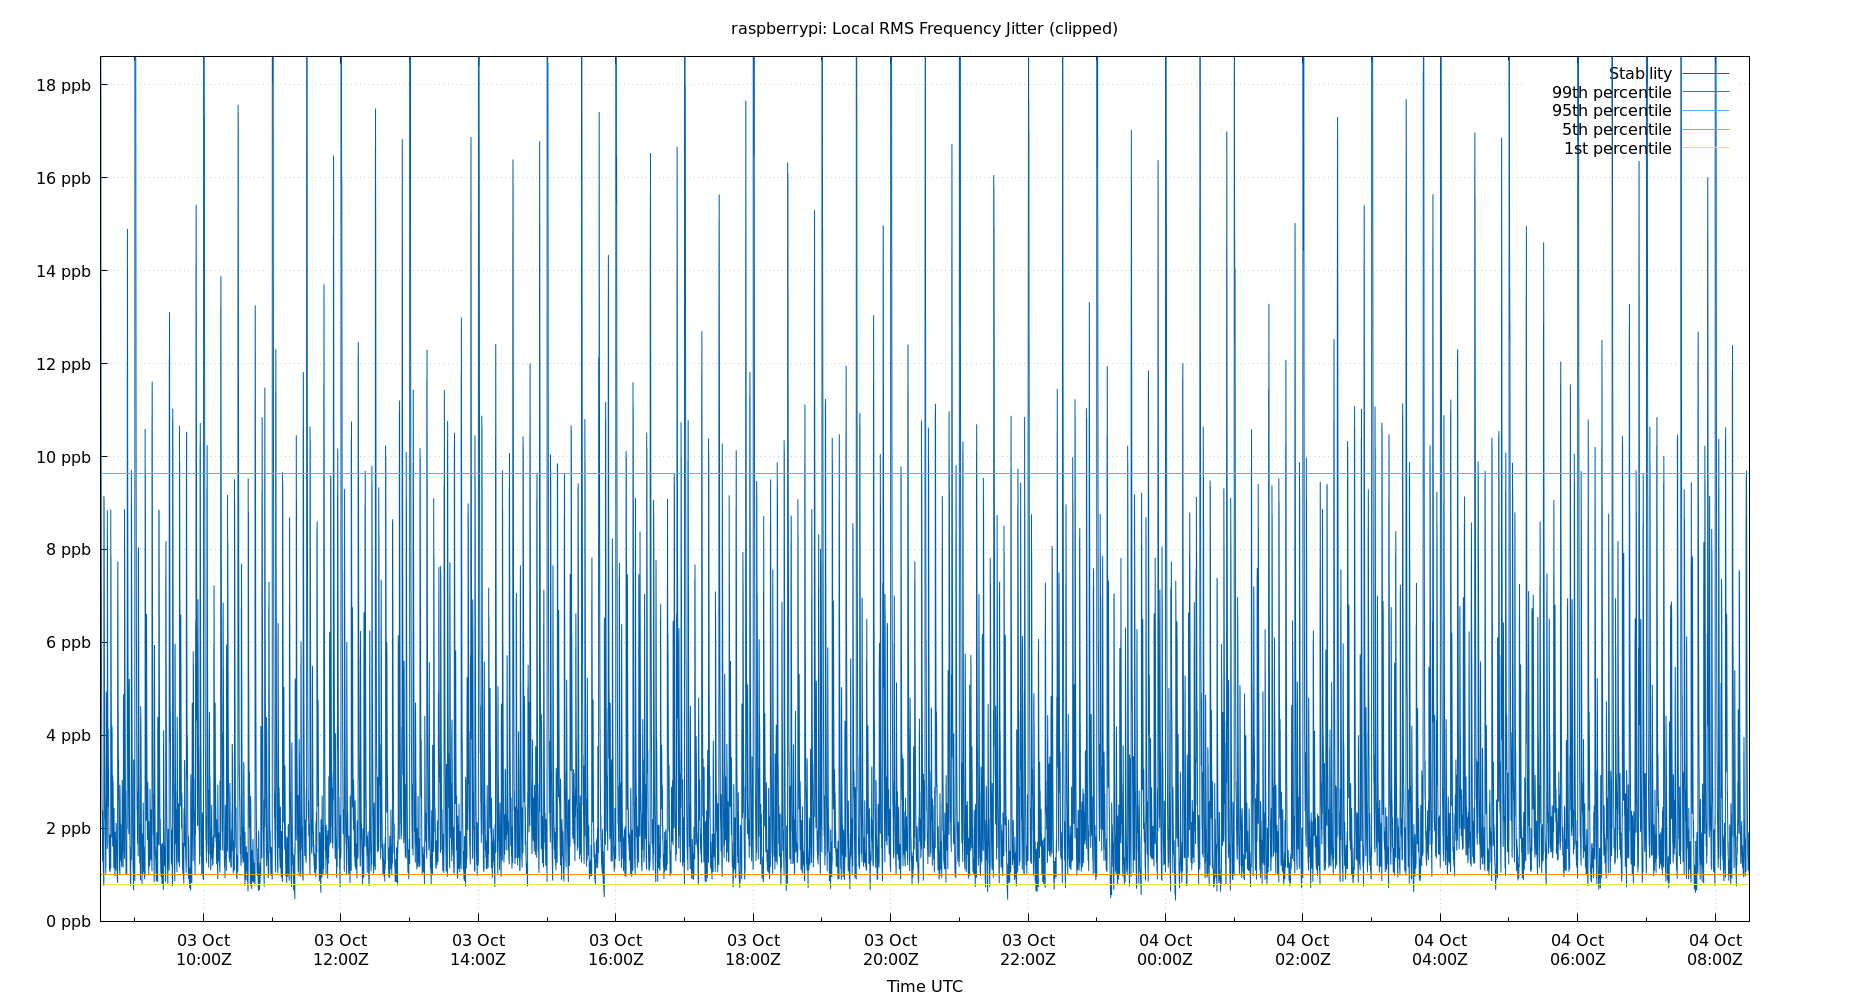 raspberrypi: Local RMS Frequency Jitter (clipped)
18 ppb
16 ppb
14 ppb
12 ppb
10 ppb
8 ppb
6 ppb
4 ppb
2 ppb
0 ppb
Stability
99th percentile
95th percentile
5th percentile
1st percentile
03 Oct 03 Oct 03 Oct 03 Oct 03 Oct 03 Oct 03 Oct 04 Oct 04 Oct 04 Oct 04 Oct 04 Oct
10:00Z 12:00Z 14:00Z 16:00Z 18:00Z 20:00Z 22:00Z 00:00Z 02:00Z 04:00Z 06:00Z 08:00Z
Time UTC